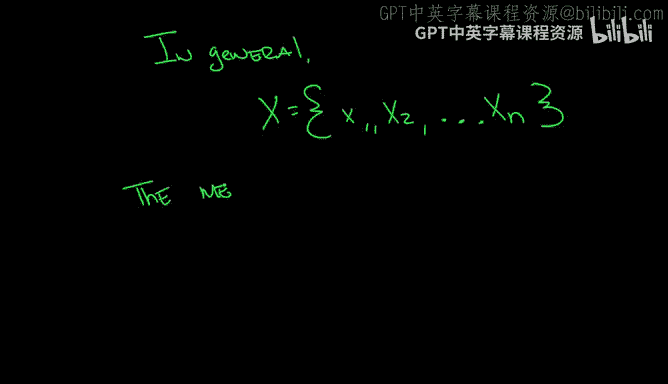 GPT中英字幕课程资源@bilibili.com
GPT中英字幕课程资源 bilibili
In general,
X = { x₁, x₂, ... xn }
The ME